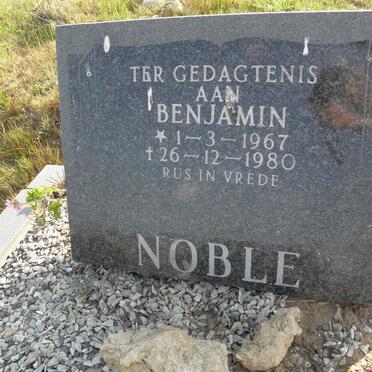 TER GEDAGTENIS
AAN
BENJAMIN
★ 1-3-1967
✝ 26-12-1980
RUS IN VREDE
NOBLE